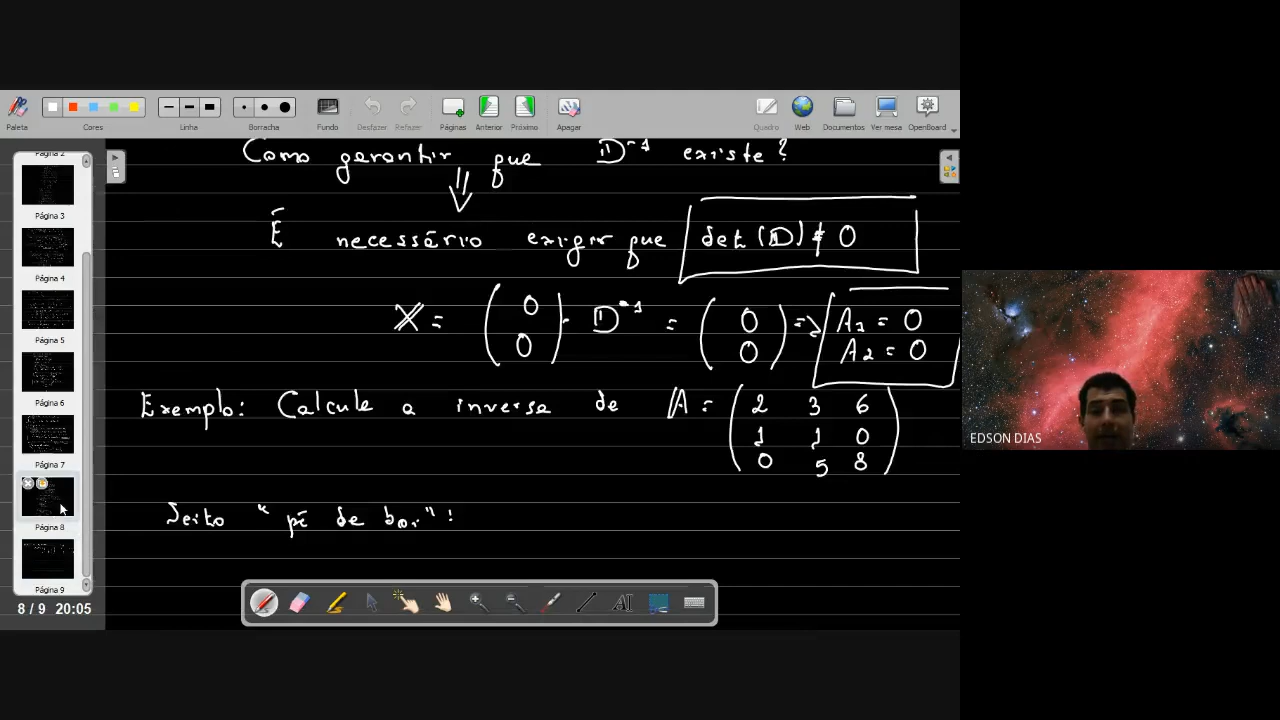 Paleta Cores Linha Borracha Fundo Desfazer Refazer Páginas Anterior Próximo Apagar Quadro Web Documentos Ver mesa OpenBoard
Como garantir que D⁻¹ existe?
⇓
É necessário exigir que det(D) ≠ 0
X = (0 0) · D⁻¹ = (0 0) => A₁ = 0
A₂ = 0
Exemplo: Calcule a inversa de A = (2 3 6
1 1 0
0 5 8)
Jeito "pé de boi"!
Página 2
Página 3
Página 4
Página 5
Página 6
Página 7
Página 8
Página 9
8 / 9 20:05
EDSON DIAS